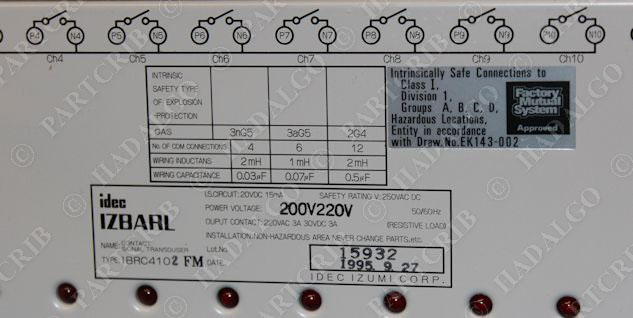 P4 N4 P5 N5 P6 N6 P7 N7 P8 N8 P9 N9 P10 N10
Ch4 Ch5 Ch6 Ch7 Ch8 Ch9 Ch10
INTRINSIC
SAFETY TYPE
OF EXPLOSION
-PROTECTION
GAS 3nG5 3aG5 2G4
No. OF COM CONNECTIONS 4 6 12
WIRING INDUCTANS 2mH 1mH 2mH
WIRING CAPACITANCE 0.03μF 0.07μF 0.5μF
Intrinsically Safe Connections to
Class I,
Division 1,
Groups A, B, C, D,
Hazardous Locations,
Entity in accordance
with Draw.No.EK143-002
Factory
Mutual
System
Approved
idec
IZBARL
I.S.CIRCUIT: 20VDC 15mA SAFETY RATING V: 250VAC DC
POWER VOLTAGE: 200V220V 50/60Hz
OUPUT CONTACT: 220VAC 3A 30VDC 3A (RESISTIVE LOAD)
INSTALLATION: NON-HAZARDOUS AREA NEVER CHANGE PARTS,etc.
NAME: CONTACT
SIGNAL TRANSDUSER
Lot.No. 15932
TYPE: IBRC4102 FM DATE. 1995.9.27
IDEC IZUMI CORP.
© PARTCRIB © HADALGO